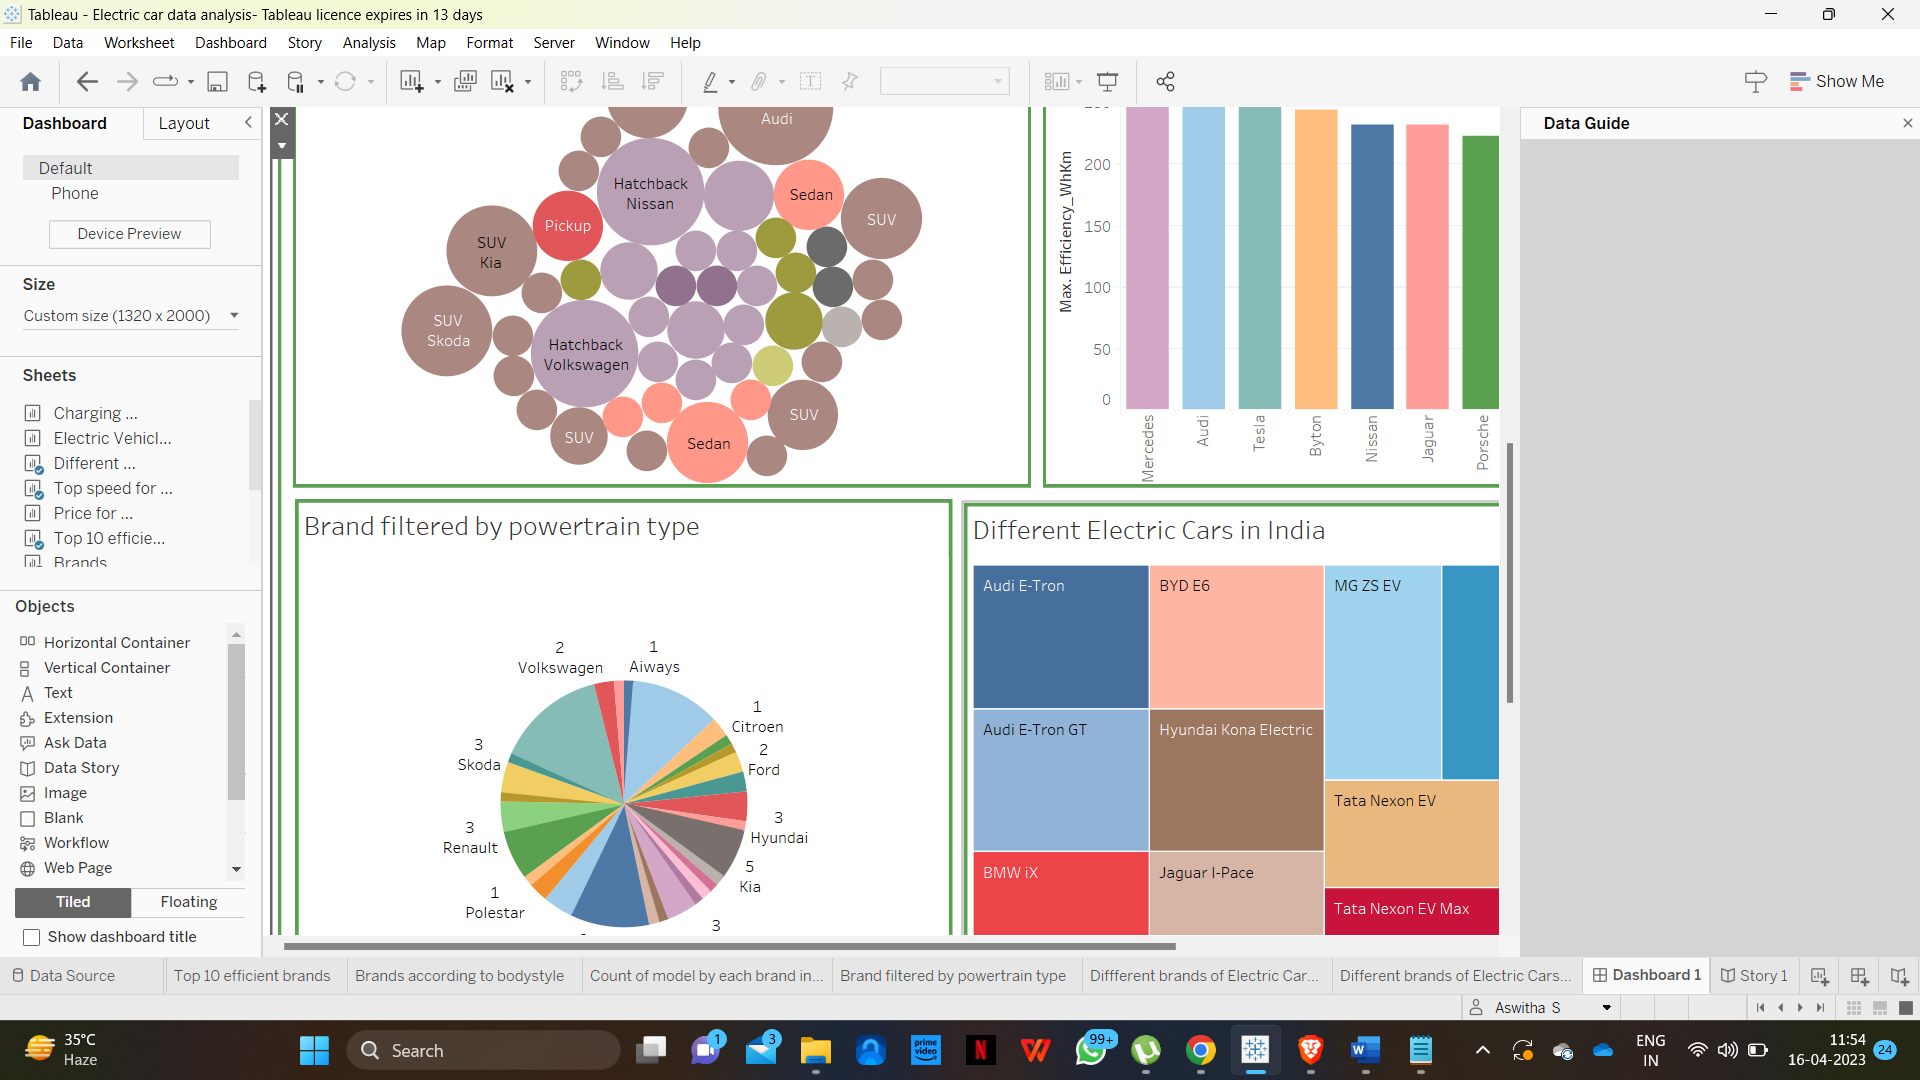 Tableau - Electric car data analysis- Tableau licence expires in 13 days
File Data Worksheet Dashboard Story Analysis Map Format Server Window Help
Show Me
Dashboard Layout
Default
Phone
Device Preview
Size
Custom size (1320 x 2000)
Sheets
Charging ...
Electric Vehicl...
Different ...
Top speed for ...
Price for ...
Top 10 efficie...
Brands
Objects
Horizontal Container
Vertical Container
Text
Extension
Ask Data
Data Story
Image
Blank
Workflow
Web Page
Tiled Floating
Show dashboard title
Audi
Hatchback
Nissan
Sedan
SUV
Pickup
SUV
Kia
SUV
Skoda
Hatchback
Volkswagen
SUV
SUV
Sedan
Max. Efficiency_WhKm
200
150
100
50
0
Mercedes
Audi
Tesla
Byton
Nissan
Jaguar
Porsche
Data Guide
Brand filtered by powertrain type
2
Volkswagen
1
Aiways
1
Citroen
2
Ford
3
Skoda
3
Hyundai
3
Renault
5
Kia
1
Polestar
3
Different Electric Cars in India
Audi E-Tron
BYD E6
MG ZS EV
Audi E-Tron GT
Hyundai Kona Electric
Tata Nexon EV
BMW iX
Jaguar I-Pace
Tata Nexon EV Max
Data Source Top 10 efficient brands Brands according to bodystyle Count of model by each brand in... Brand filtered by powertrain type Diffferent brands of Electric Car... Different brands of Electric Cars... Dashboard 1 Story 1
Aswitha S
35°C
Haze
Search
1
3
prime
video
N
99+
W
ENG
IN
11:54
16-04-2023
24